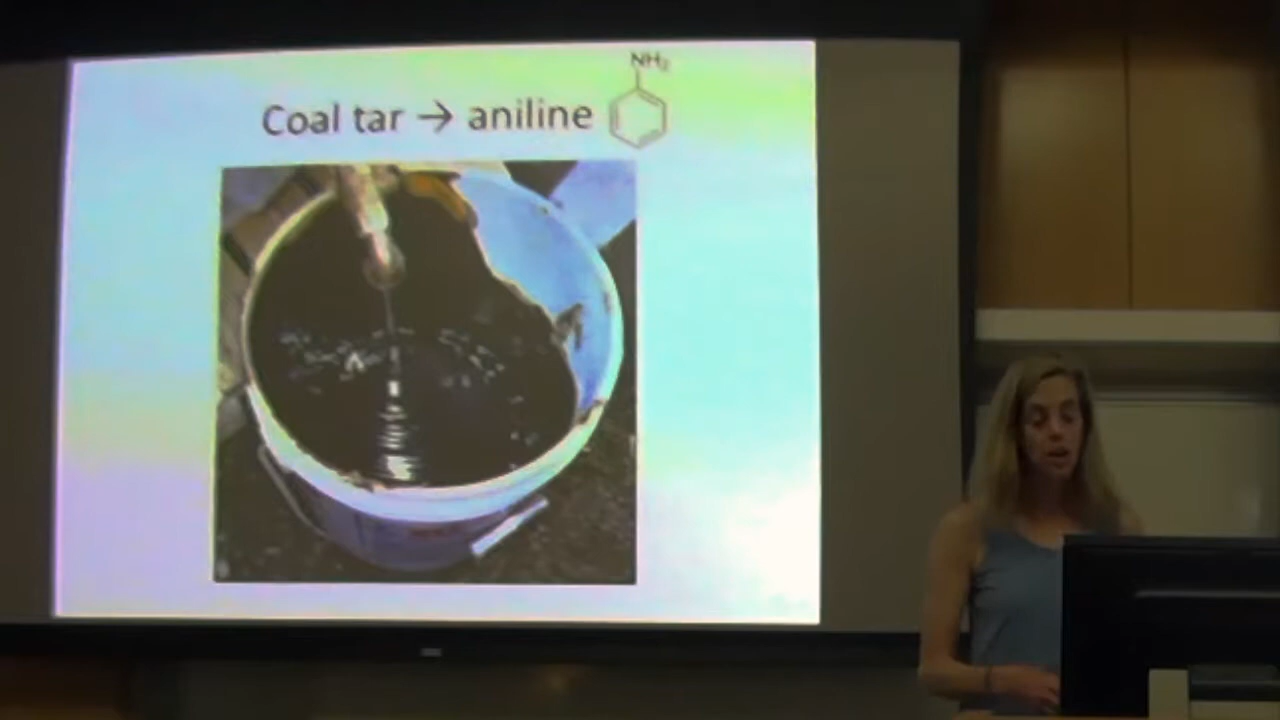 NH₂
Coal tar → aniline